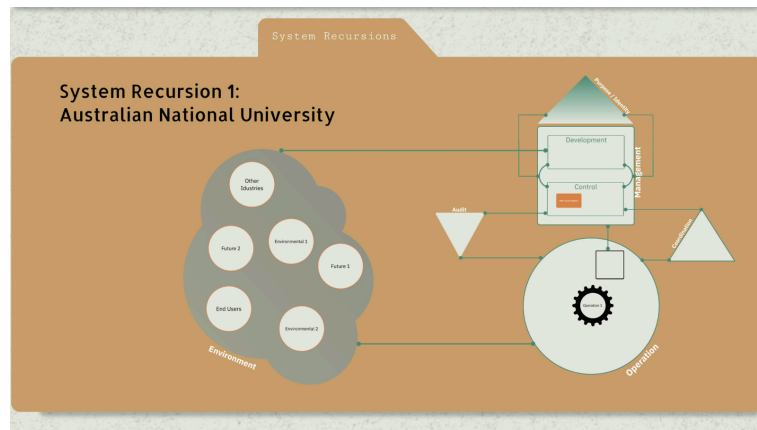 System Recursions
System Recursion 1:
Australian National University
Purpose / Identity
Development
Management
Control
Other
Idustries
Future 2
Environmental 1
Future 1
End Users
Environmental 2
Environment
Audit
Coordination
Operation 1
Operation